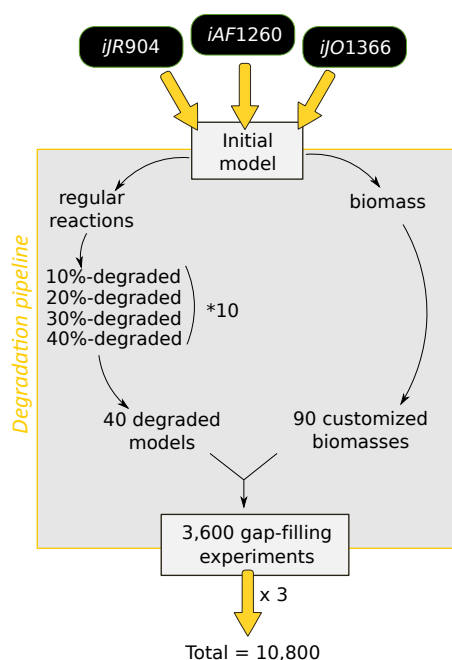 iJR904
iAF1260
iJO1366
Initial
model
regular
reactions
biomass
10%-degraded
20%-degraded
30%-degraded
40%-degraded
*10
Degradation pipeline
40 degraded
models
90 customized
biomasses
3,600 gap-filling
experiments
x 3
Total = 10,800